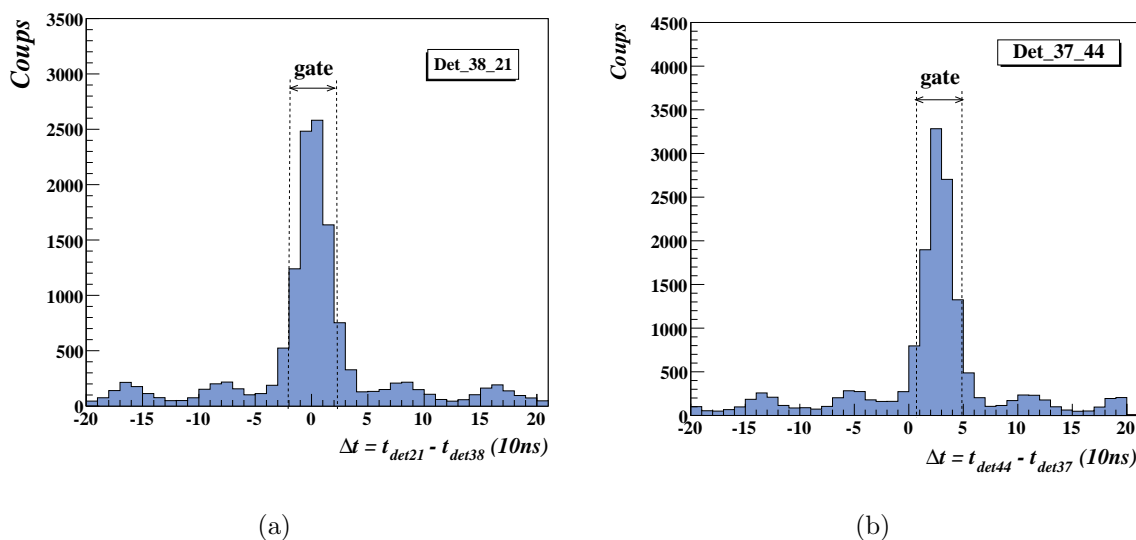 Coups
3500
3000
2500
2000
1500
1000
500
0
Det_38_21
gate
-20 -15 -10 -5 0 5 10 15 20
Δt = t_det21 - t_det38 (10ns)
(a)
Coups
4500
4000
3500
3000
2500
2000
1500
1000
500
0
Det_37_44
gate
-20 -15 -10 -5 0 5 10 15 20
Δt = t_det44 - t_det37 (10ns)
(b)